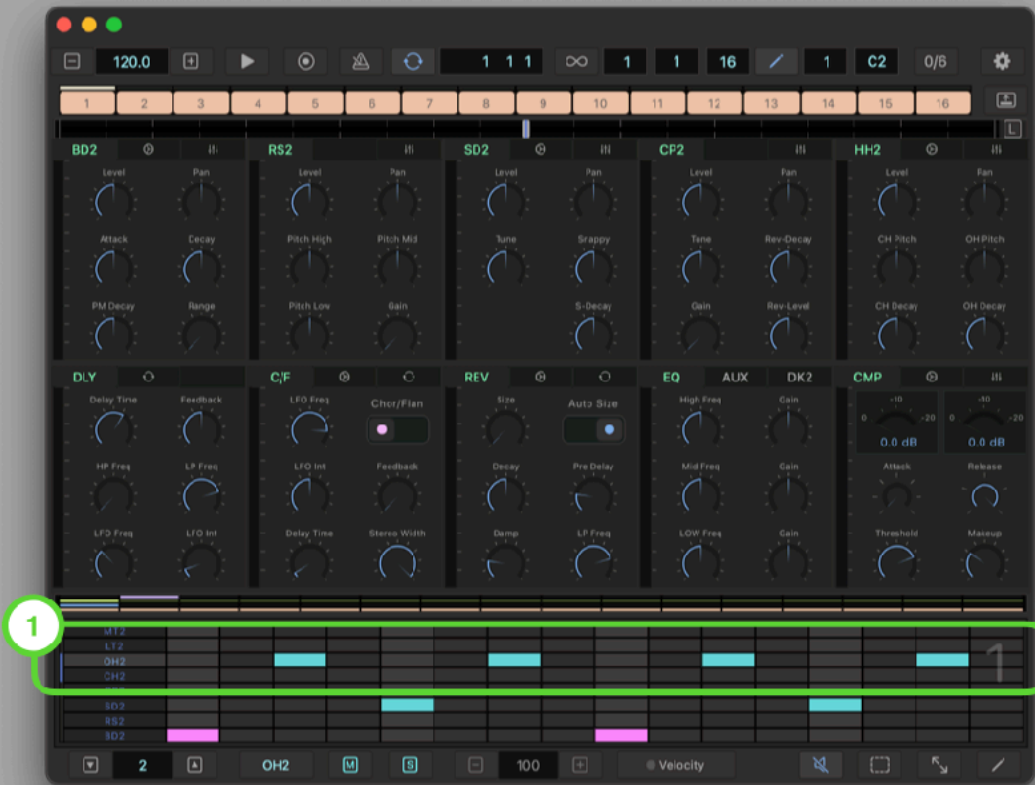 120.0 1 1 1 1 1 16 1 C2 0/6
1 2 3 4 5 6 7 8 9 10 11 12 13 14 15 16
L
BD2 RS2 SD2 CP2 HH2
Level Pan Level Pan Level Pan Level Pan Level Pan
Attack Decay Pitch High Pitch Mid Tune Snappy Tune Rev-Decay CH Pitch OH Pitch
PM Decay Range Pitch Low Gain S-Decay Gain Rev-Level CH Decay OH Decay
DLY C/F REV EQ AUX DK2 CMP
Delay Time Feedback LFO Freq Chor/Flan Size Auto Size High Freq Gain -10 -10
0 -20 0 -20
0.0 dB 0.0 dB
HP Freq LP Freq LFO Int Feedback Decay Pre Delay Mid Freq Gain Attack Release
LFO Freq LFO Int Delay Time Stereo Width Damp LP Freq LOW Freq Gain Threshold Makeup
1
MT2
LT2
OH2 1
CH2
SD2
RS2
BD2
2 OH2 M S 100 Velocity